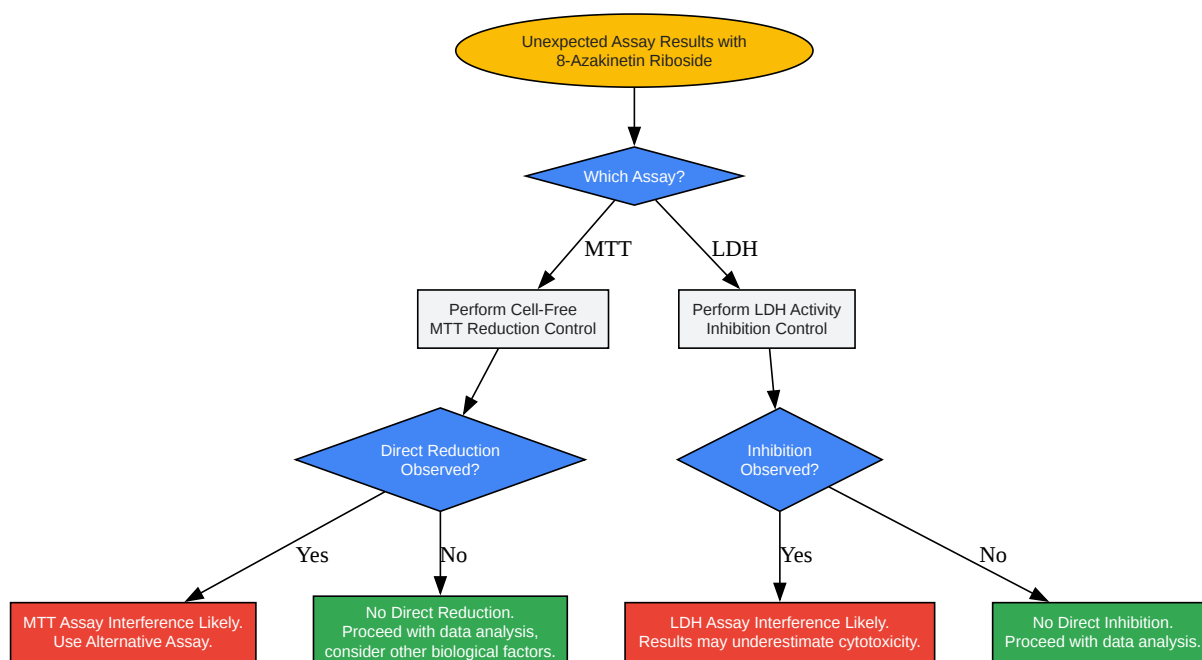 Unexpected Assay Results with
8-Azakinetin Riboside
Which Assay?
MTT
LDH
Perform Cell-Free
MTT Reduction Control
Perform LDH Activity
Inhibition Control
Direct Reduction
Observed?
Inhibition
Observed?
Yes
No
Yes
No
MTT Assay Interference Likely.
Use Alternative Assay.
No Direct Reduction.
Proceed with data analysis,
consider other biological factors.
LDH Assay Interference Likely.
Results may underestimate cytotoxicity.
No Direct Inhibition.
Proceed with data analysis.